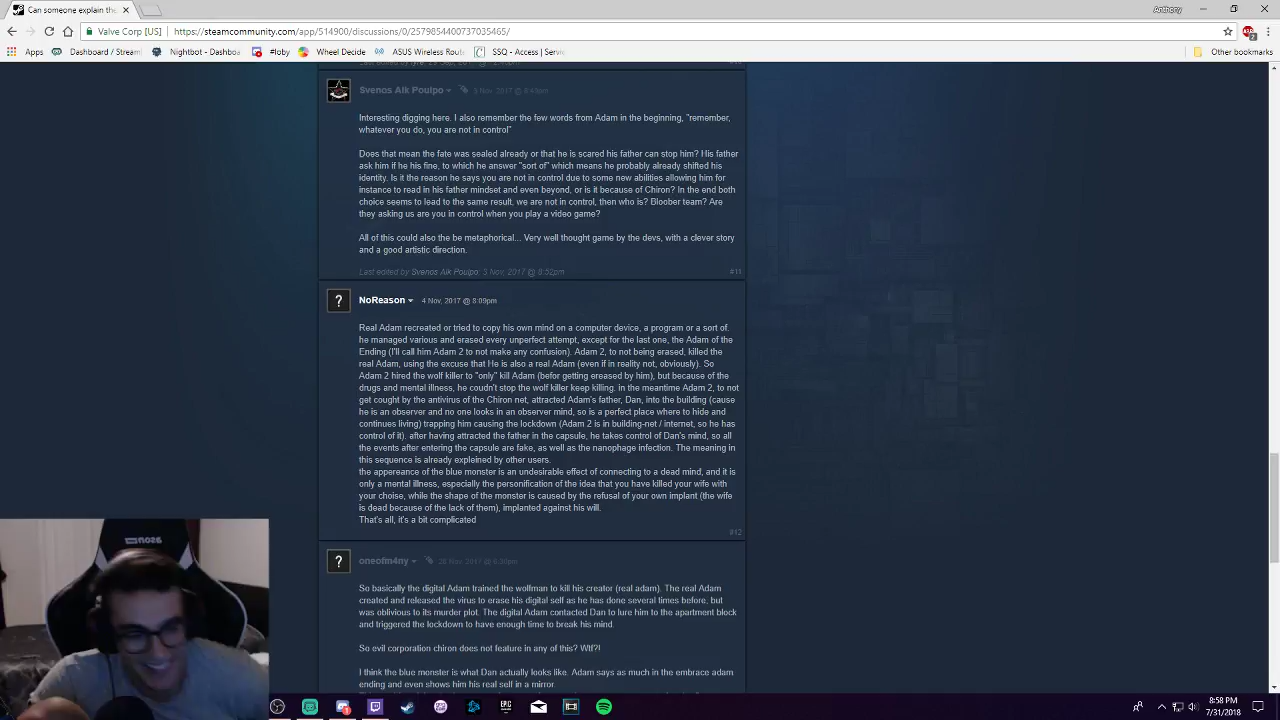 Can someone explain the
Anthony
Valve Corp [US] | https://steamcommunity.com/app/514900/discussions/0/2579854400737035465/
Apps Dashboard / Stream Nightbot - Dashboa #loby Challenge Loading ASUS Wireless Route SSQ - Access | Servic Other bookmarks
Svenos Alk Poulpo 3 Nov, 2017 @ 8:48am
Interesting digging here. I also remember the few words from Adam in the beginning, "remember,
whatever you do, you are not in control"
Does that mean the fate was sealed already or that he is scared his father can stop him? His father
ask him if he his fine, to which he answer "sort of" which means he probably already shifted his
identity. Is it the reason he says you are not in control due to some new abilities allowing him for
instance to read in his father mindset and even beyond, or is it because of Chiron? In the end both
choice seems to lead to the same result, we are not in control, then who is? Bloober team? Are
they asking us are you in control when you play a video game?
All of this could also the be metaphorical... Very well thought game by the devs, with a clever story
and a good artistic direction.
Last edited by Svenos Alk Poulpo; 3 Nov, 2017 @ 8:52pm #11
NoReason 4 Nov, 2017 @ 8:09pm
Real Adam recreated or tried to copy his own mind on a computer device, a program or a sort of.
he managed various and erased every unperfect attempt, except for the last one, the Adam of the
Ending (I'll call him Adam 2 to not make any confusion). Adam 2, to not being erased, killed the
real Adam, using the excuse that He is also a real Adam (even if in reality not, obviously). So
Adam 2 hired the wolf killer to "only" kill Adam (befor getting ereased by him), but because of the
drugs and mental illness, he coudn't stop the wolf killer keep killing, in the meantime Adam 2, to not
get cought by the antivirus of the Chiron net, attracted Adam's father, Dan, into the building (cause
he is an observer and no one looks in an observer mind, so is a perfect place where to hide and
continues living) trapping him causing the lockdown (Adam 2 is in building-net / internet, so he has
control of it). after having attracted the father in the capsule, he takes control of Dan's mind, so all
the events after entering the capsule are fake, as well as the nanophage infection. The meaning in
this sequence is already expleined by other users.
the appereance of the blue monster is an undesirable effect of connecting to a dead mind, and it is
only a mental illness, especially the personification of the idea that you have killed your wife with
your choise, while the shape of the monster is caused by the refusal of your own implant (the wife
is dead because of the lack of them), implanted against his will.
That's all, it's a bit complicated
#12
oneofm4ny 28 Nov, 2017 @
So basically the digital Adam trained the wolfman to kill his creator (real adam). The real Adam
created and released the virus to erase his digital self as he has done several times before, but
was oblivious to its murder plot. The digital Adam contacted Dan to lure him to the apartment block
and triggered the lockdown to have enough time to break his mind.
So evil corporation chiron does not feature in any of this? Wtf?!
I think the blue monster is what Dan actually looks like. Adam says as much in the embrace adam
ending and even shows him his real self in a mirror.
8:58 PM
7/31/2018